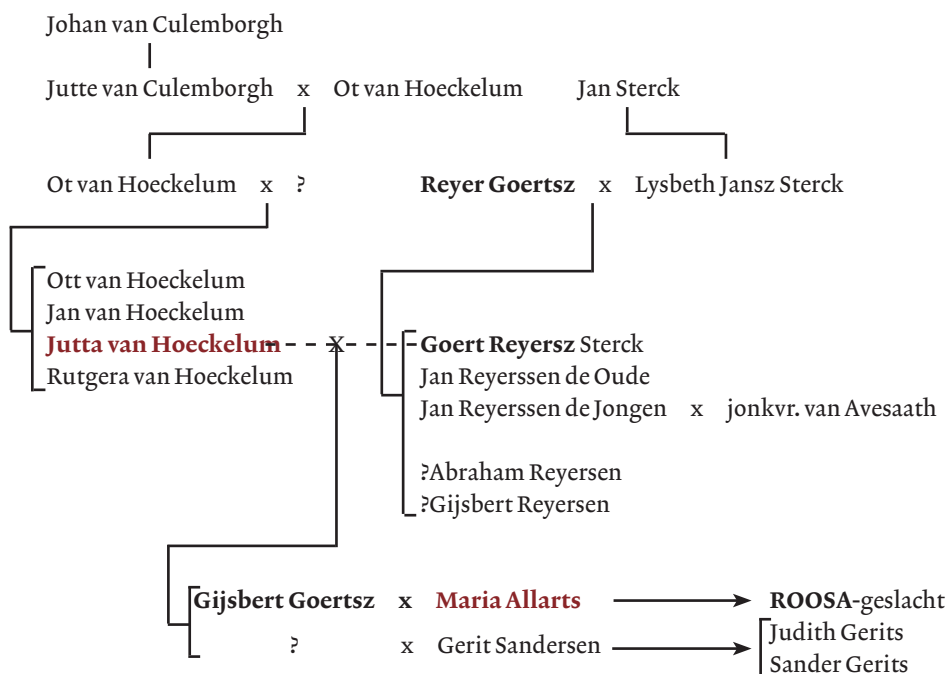 Johan van Culemborgh
Jutte van Culemborgh x Ot van Hoeckelum Jan Sterck
Ot van Hoeckelum x ? Reyer Goertsz x Lysbeth Jansz Sterck
Ott van Hoeckelum
Jan van Hoeckelum
Jutta van Hoeckelum X Goert Reyersz Sterck
Rutgera van Hoeckelum Jan Reyerssen de Oude
Jan Reyerssen de Jongen x jonkvr. van Avesaath
?Abraham Reyersen
?Gijsbert Reyersen
Gijsbert Goertsz x Maria Allarts ROOSA-geslacht
? x Gerit Sandersen Judith Gerits
Sander Gerits